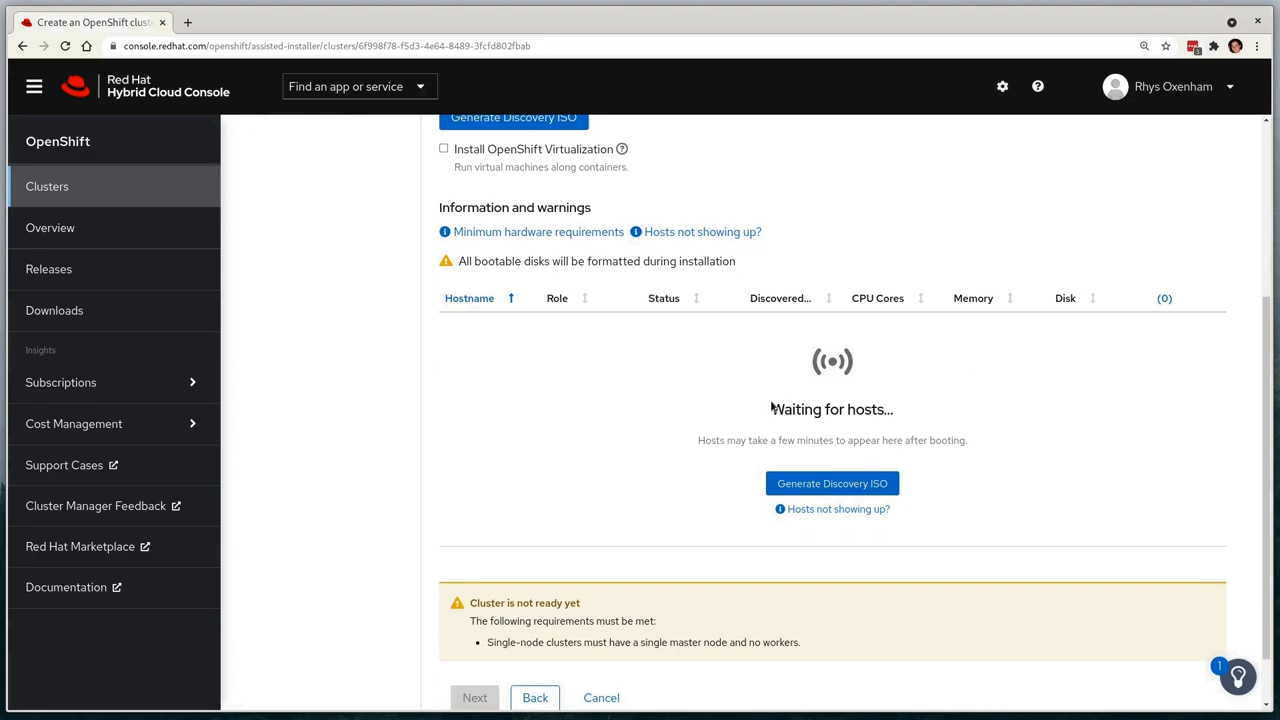 Create an OpenShift clust
console.redhat.com/openshift/assisted-installer/clusters/6f998f78-f5d3-4e64-8489-3fcfd802fbab
3
Red Hat
Hybrid Cloud Console
Find an app or service
Rhys Oxenham
OpenShift
Clusters
Overview
Releases
Downloads
Insights
Subscriptions
Cost Management
Support Cases
Cluster Manager Feedback
Red Hat Marketplace
Documentation
Generate Discovery ISO
Install OpenShift Virtualization
Run virtual machines along containers.
Information and warnings
Minimum hardware requirements Hosts not showing up?
All bootable disks will be formatted during installation
Hostname Role Status Discovered... CPU Cores Memory Disk (0)
Waiting for hosts...
Hosts may take a few minutes to appear here after booting.
Generate Discovery ISO
Hosts not showing up?
Cluster is not ready yet
The following requirements must be met:
• Single-node clusters must have a single master node and no workers.
1
Next Back Cancel